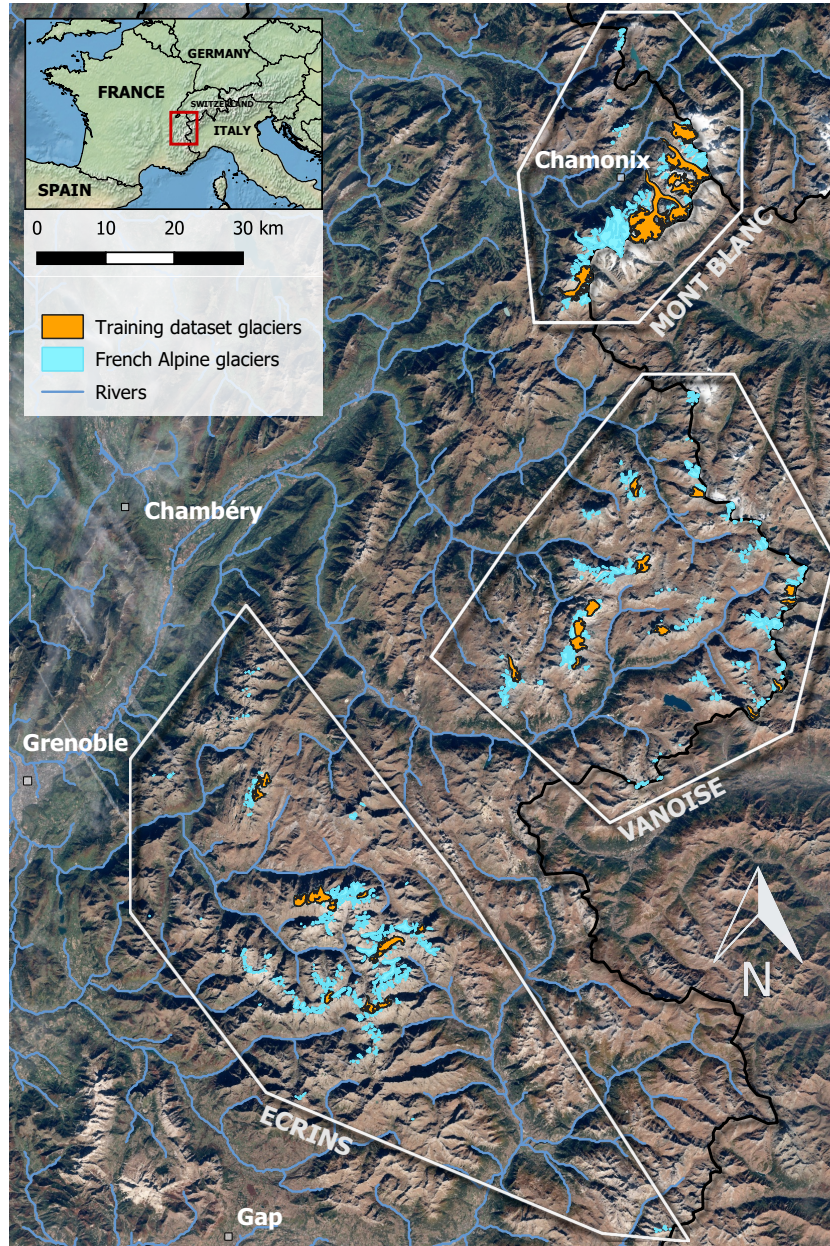 GERMANY
FRANCE
SWITZERLAND
ITALY
SPAIN
0 10 20 30 km
Training dataset glaciers
French Alpine glaciers
Rivers
Chamonix
MONT BLANC
Chambéry
Grenoble
VANOISE
N
ECRINS
Gap